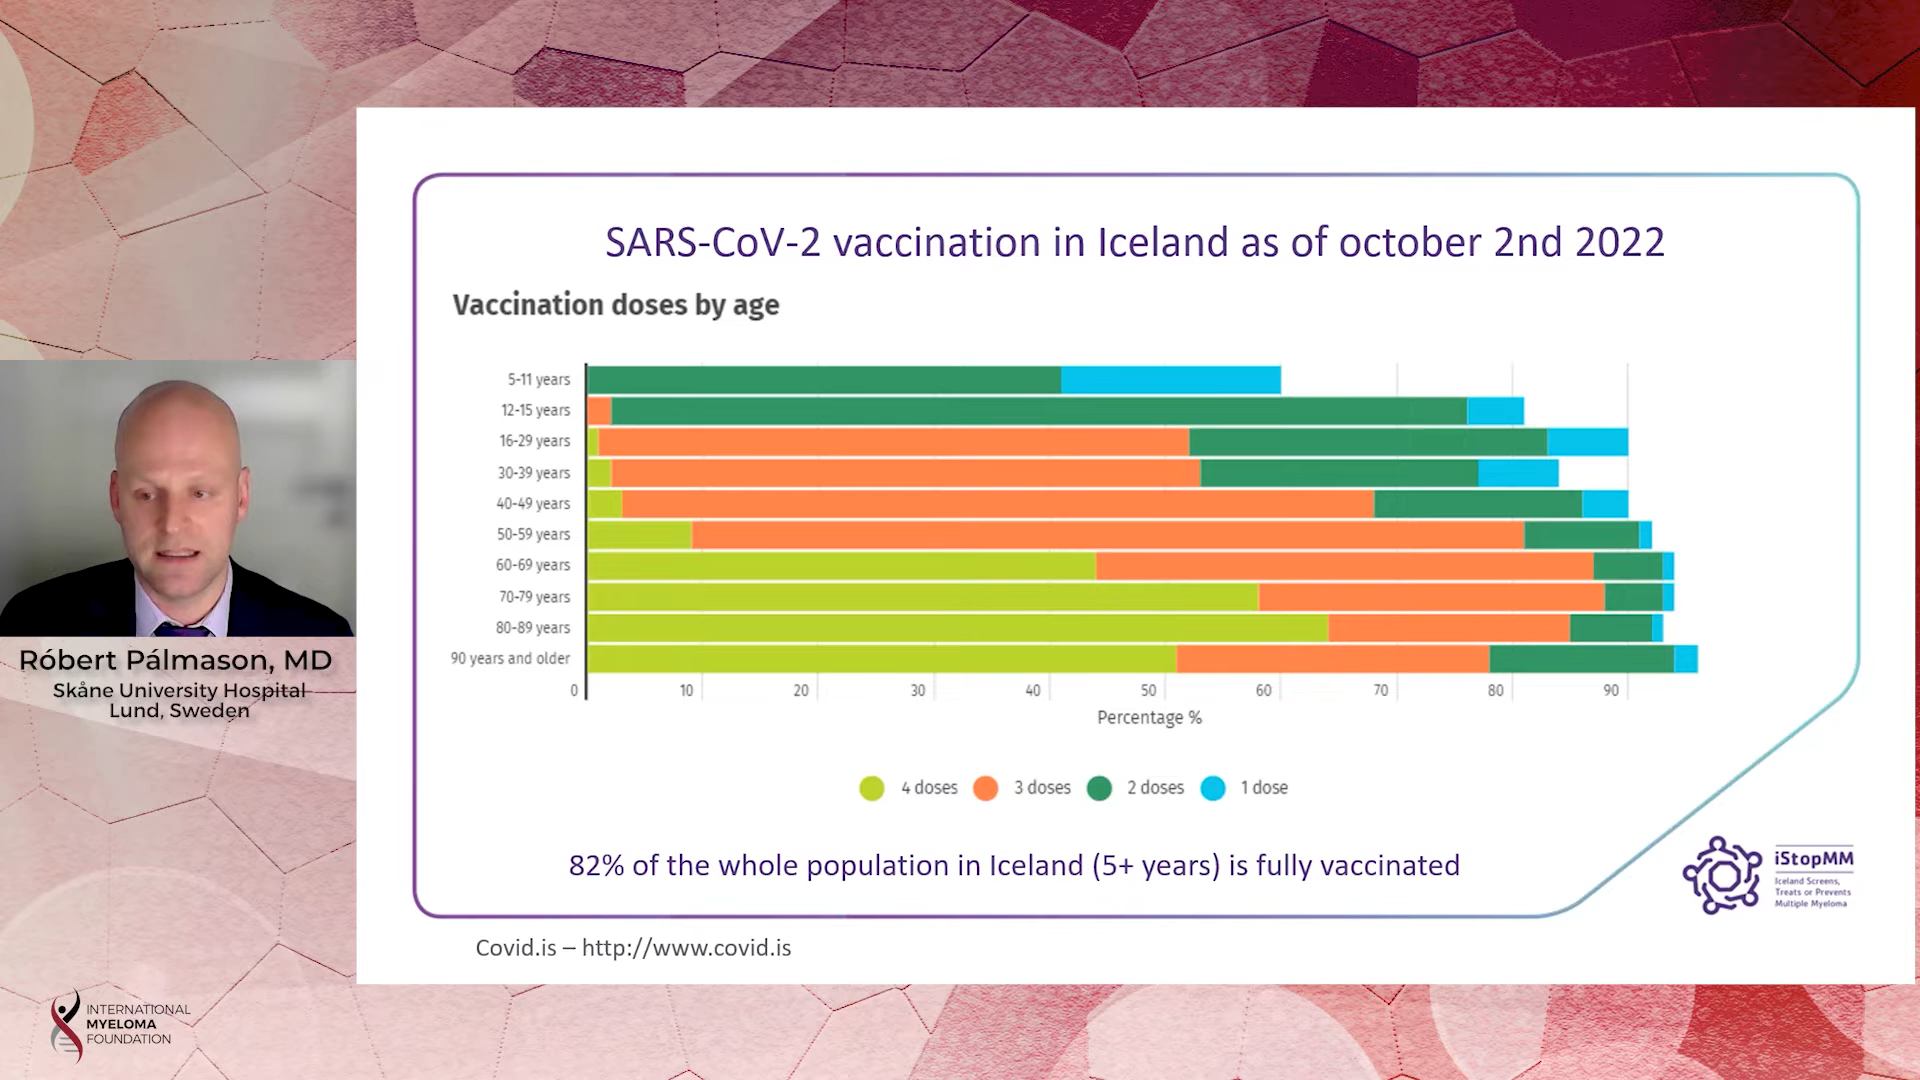 SARS-CoV-2 vaccination in Iceland as of october 2nd 2022
Vaccination doses by age
5-11 years
12-15 years
16-29 years
30-39 years
40-49 years
50-59 years
60-69 years
70-79 years
80-89 years
90 years and older
0 10 20 30 40 50 60 70 80 90
Percentage %
4 doses 3 doses 2 doses 1 dose
82% of the whole population in Iceland (5+ years) is fully vaccinated
iStopMM
Iceland Screens,
Treats or Prevents
Multiple Myeloma
Covid.is – http://www.covid.is
Róbert Pálmason, MD
Skåne University Hospital
Lund, Sweden
INTERNATIONAL
MYELOMA
FOUNDATION